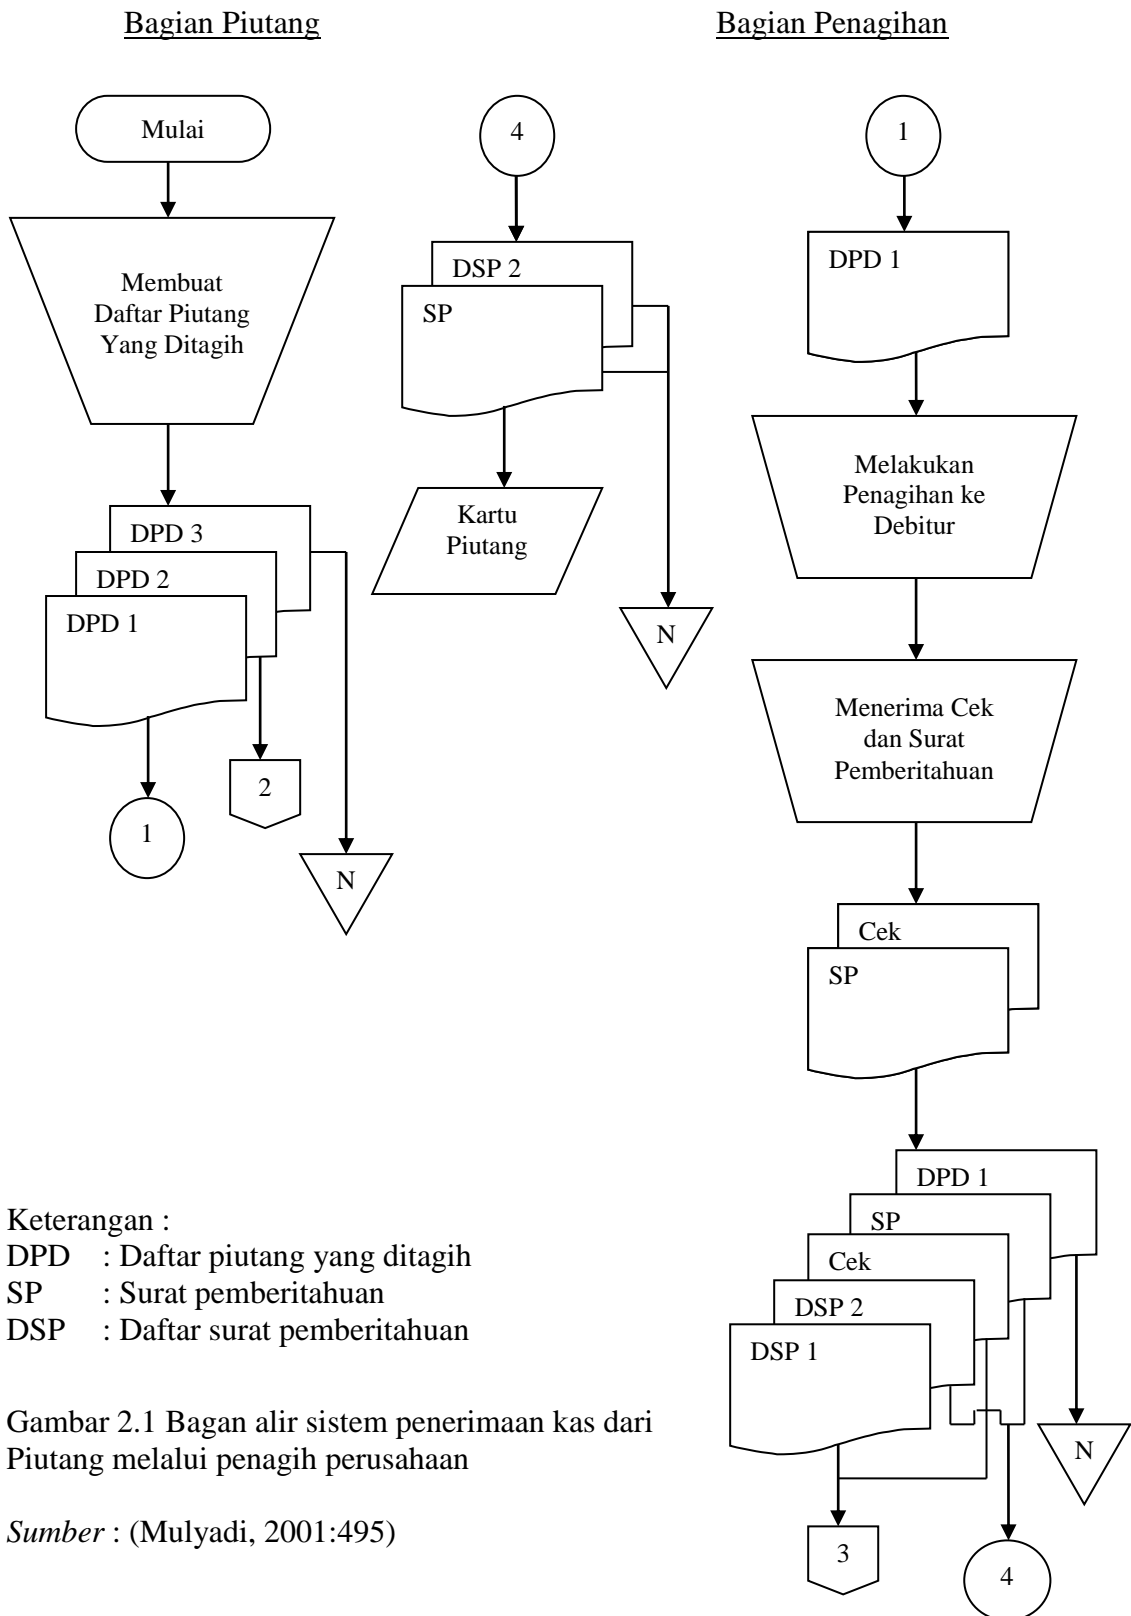 Bagian Piutang
Bagian Penagihan
Mulai
Membuat
Daftar Piutang
Yang Ditagih
DPD 3
DPD 2
DPD 1
2
1
N
4
DSP 2
SP
Kartu
Piutang
N
1
DPD 1
Melakukan
Penagihan ke
Debitur
Menerima Cek
dan Surat
Pemberitahuan
Cek
SP
DPD 1
SP
Cek
DSP 2
DSP 1
N
3
4
Keterangan :
DPD : Daftar piutang yang ditagih
SP : Surat pemberitahuan
DSP : Daftar surat pemberitahuan
Gambar 2.1 Bagan alir sistem penerimaan kas dari
Piutang melalui penagih perusahaan
Sumber : (Mulyadi, 2001:495)